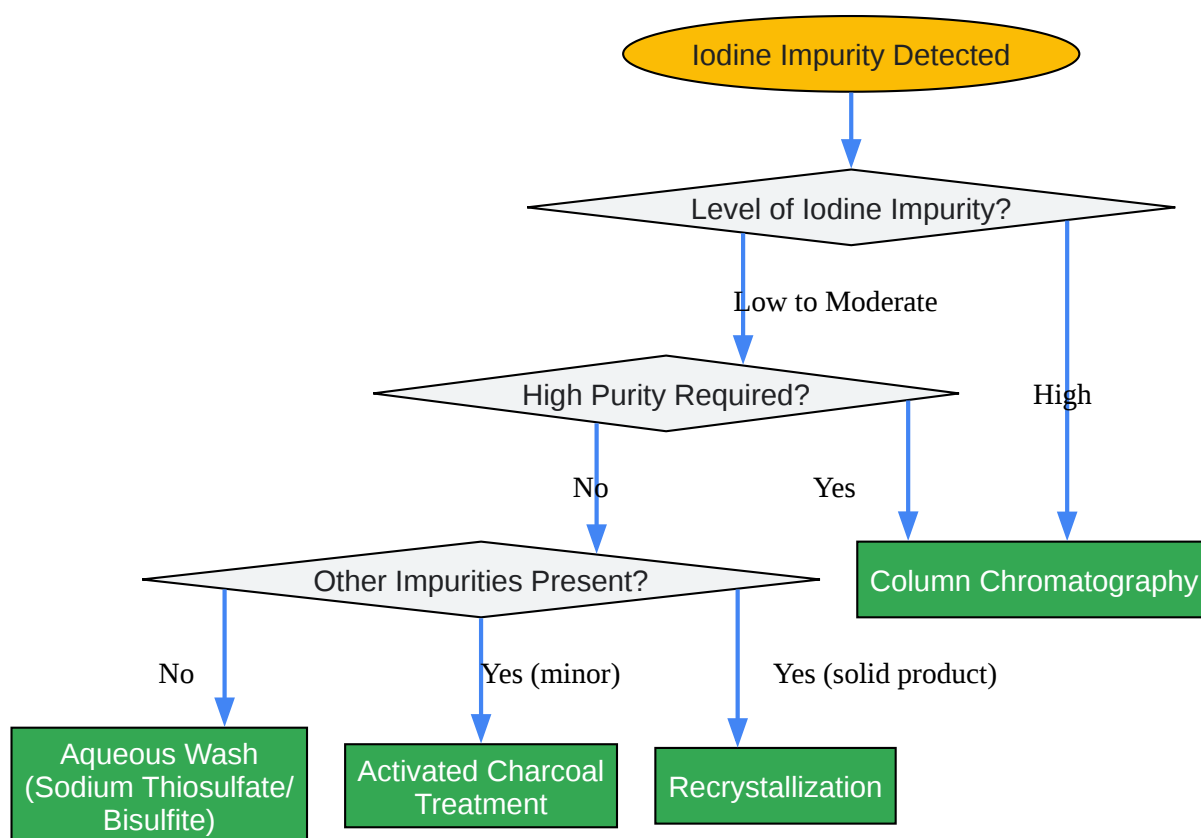 Iodine Impurity Detected
Level of Iodine Impurity?
Low to Moderate
High Purity Required?
High
No
Yes
Other Impurities Present?
Column Chromatography
No
Yes (minor)
Yes (solid product)
Aqueous Wash
(Sodium Thiosulfate/
Bisulfite)
Activated Charcoal
Treatment
Recrystallization